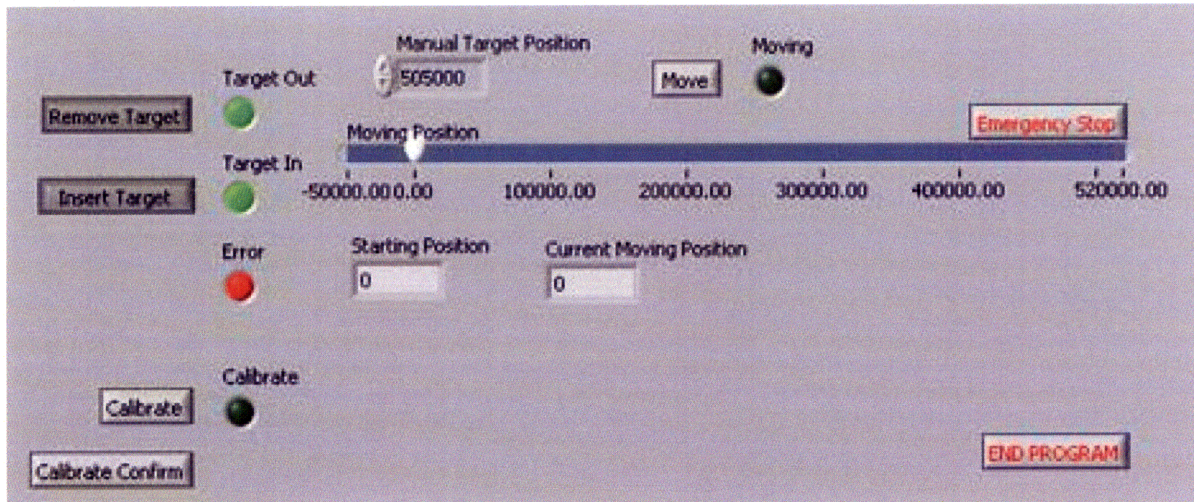 Manual Target Position
Moving
Target Out
505000
Move
Remove Target
Emergency Stop
Moving Position
Target In
Insert Target
-50000.00 0.00 100000.00 200000.00 300000.00 400000.00 520000.00
Error
Starting Position
Current Moving Position
0
0
Calibrate
Calibrate
END PROGRAM
Calibrate Confirm